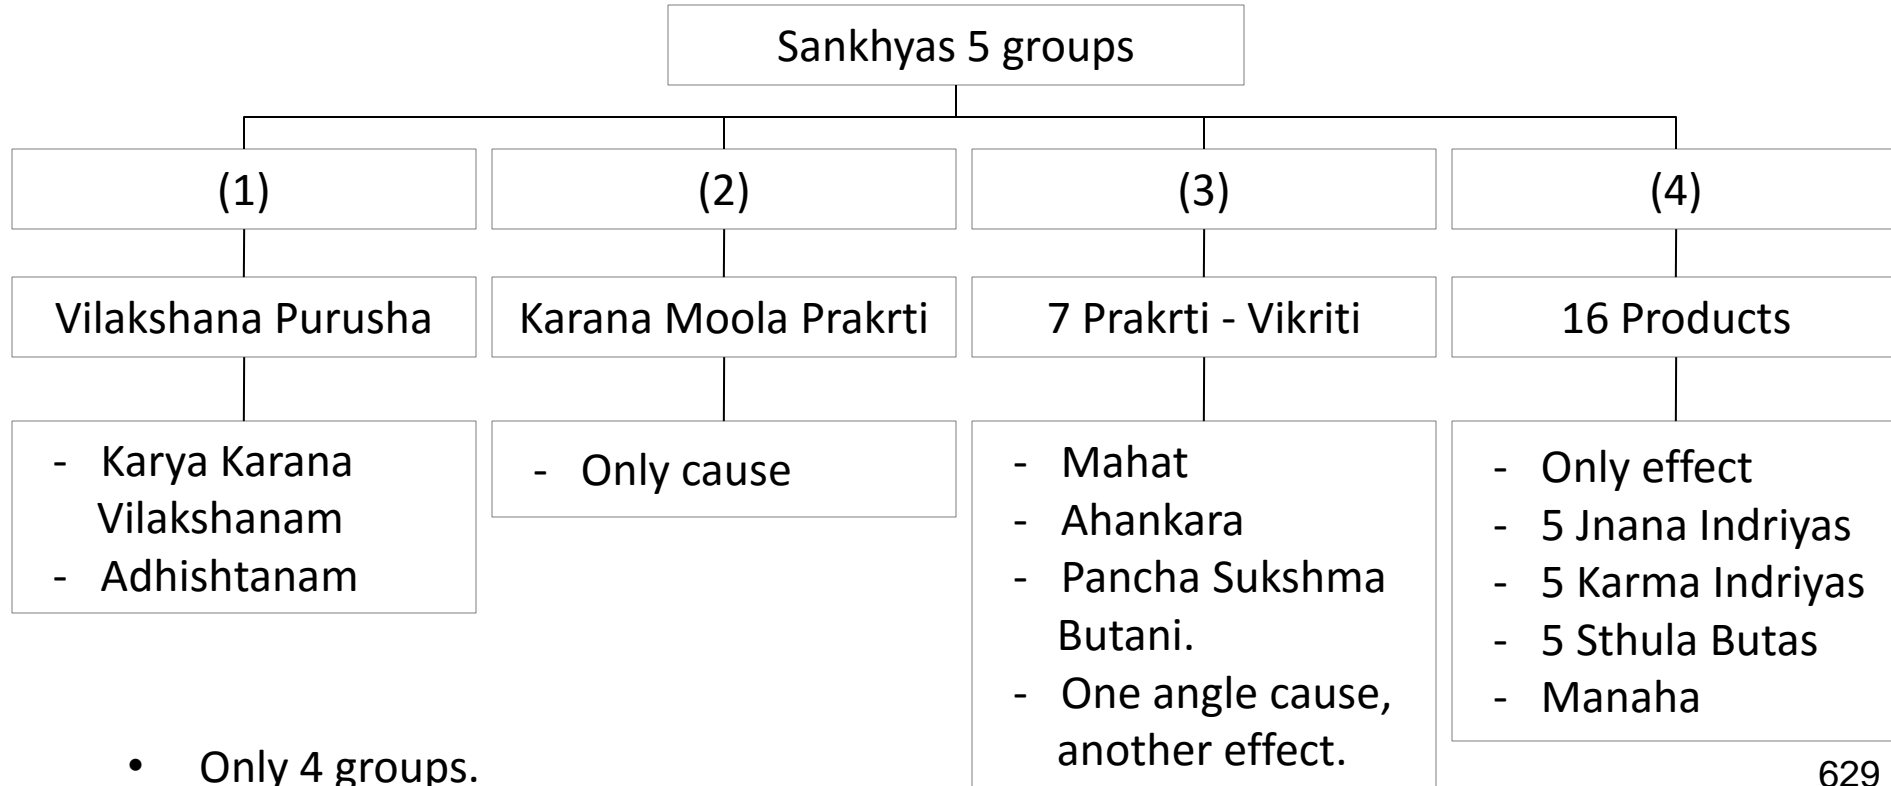 Sankhyas 5 groups
(1)
(2)
(3)
(4)
Vilakshana Purusha
Karana Moola Prakrti
7 Prakrti - Vikriti
16 Products
- Karya Karana
Vilakshanam
- Adhishtanam
- Only cause
- Mahat
- Ahankara
- Pancha Sukshma
Butani.
- One angle cause,
another effect.
- Only effect
- 5 Jnana Indriyas
- 5 Karma Indriyas
- 5 Sthula Butas
- Manaha
• Only 4 groups.
629